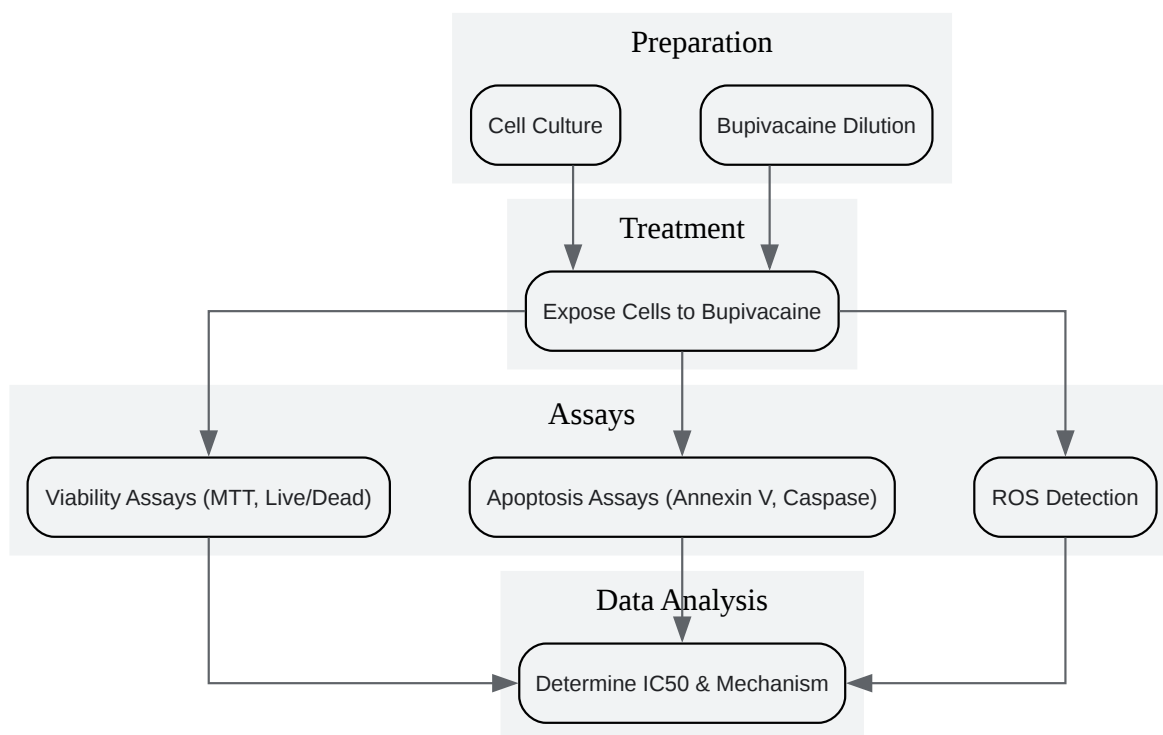 Preparation
Cell Culture
Bupivacaine Dilution
Treatment
Expose Cells to Bupivacaine
Assays
Viability Assays (MTT, Live/Dead)
Apoptosis Assays (Annexin V, Caspase)
ROS Detection
Data Analysis
Determine IC50 & Mechanism